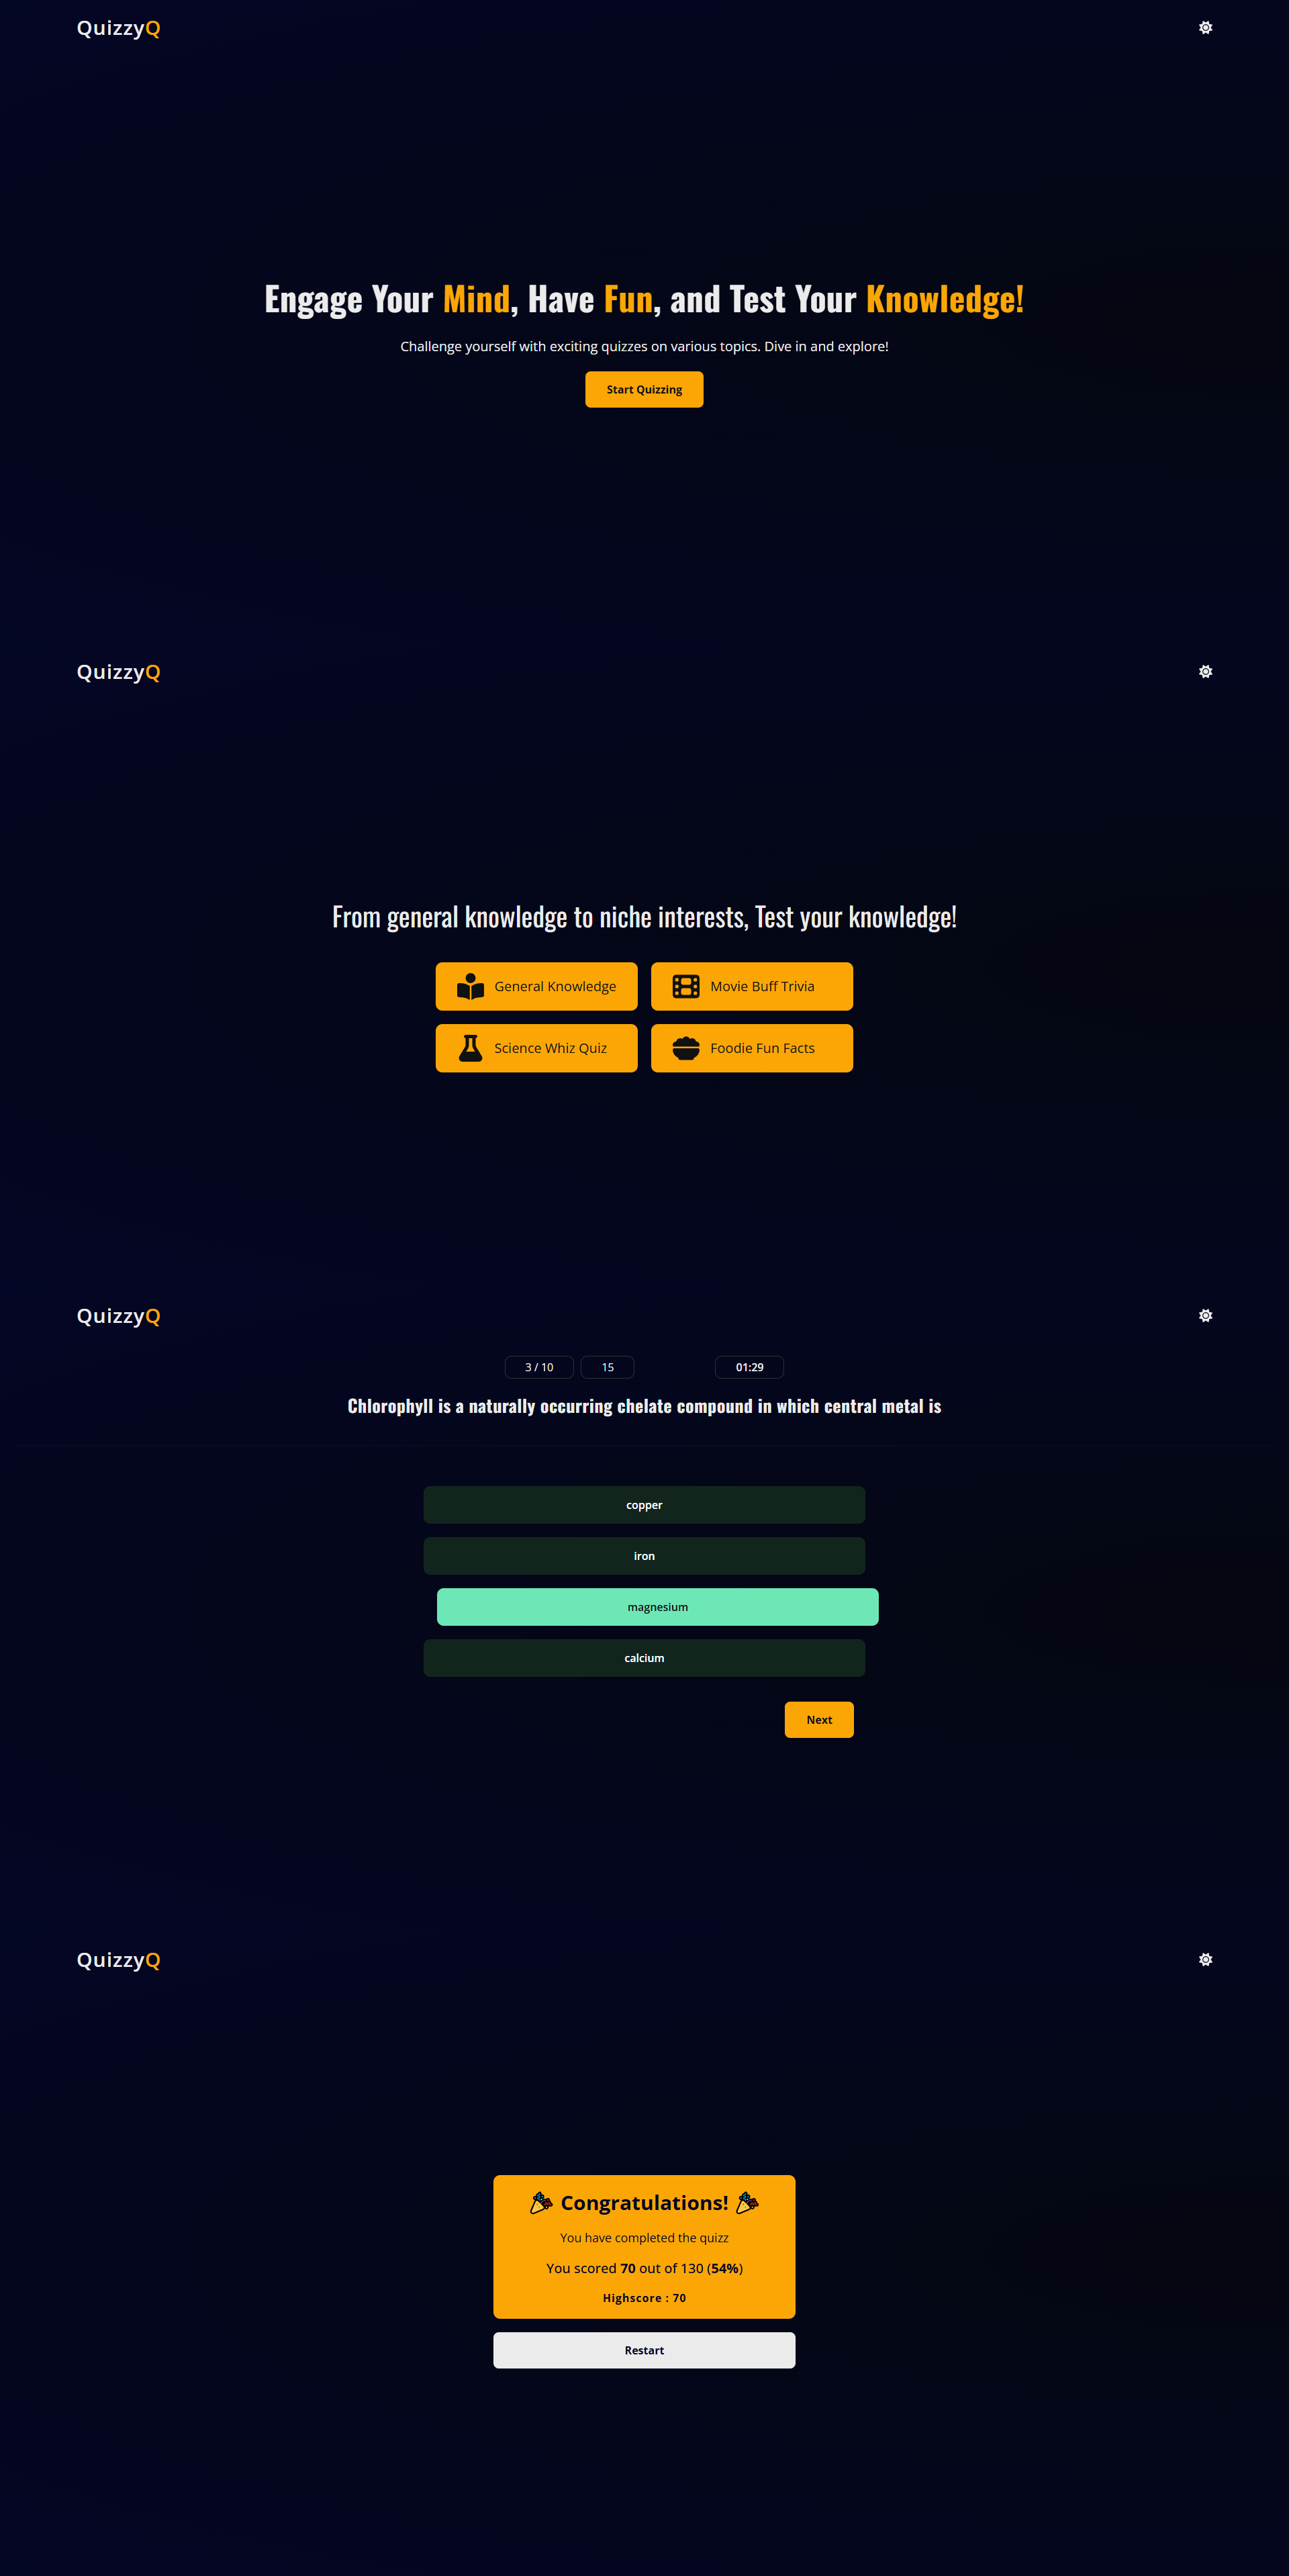 QuizzyQ
Engage Your Mind, Have Fun, and Test Your Knowledge!
Challenge yourself with exciting quizzes on various topics. Dive in and explore!
Start Quizzing
QuizzyQ
From general knowledge to niche interests, Test your knowledge!
General Knowledge
Movie Buff Trivia
Science Whiz Quiz
Foodie Fun Facts
QuizzyQ
3 / 10
15
01:29
Chlorophyll is a naturally occurring chelate compound in which central metal is
copper
iron
magnesium
calcium
Next
QuizzyQ
Congratulations!
You have completed the quizz
You scored 70 out of 130 (54%)
Highscore : 70
Restart